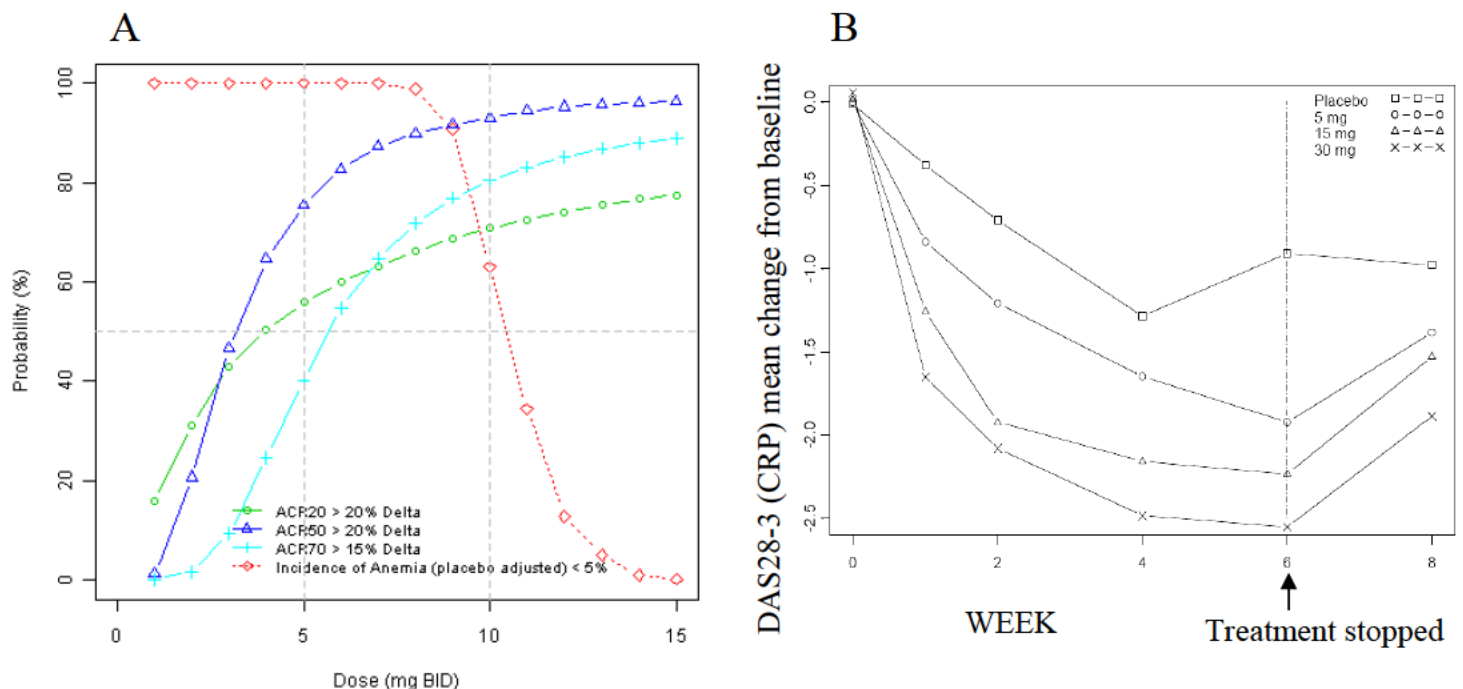 A
Probability (%)
100
80
60
40
20
0
ACR20 > 20% Delta
ACR50 > 20% Delta
ACR70 > 15% Delta
Incidence of Anemia (placebo adjusted) < 5%
0 5 10 15
Dose (mg BID)
B
DAS28-3 (CRP) mean change from baseline
0.0
-0.5
-1.0
-1.5
-2.0
-2.5
Placebo
5 mg
15 mg
30 mg
0 2 4 6 8
WEEK
Treatment stopped